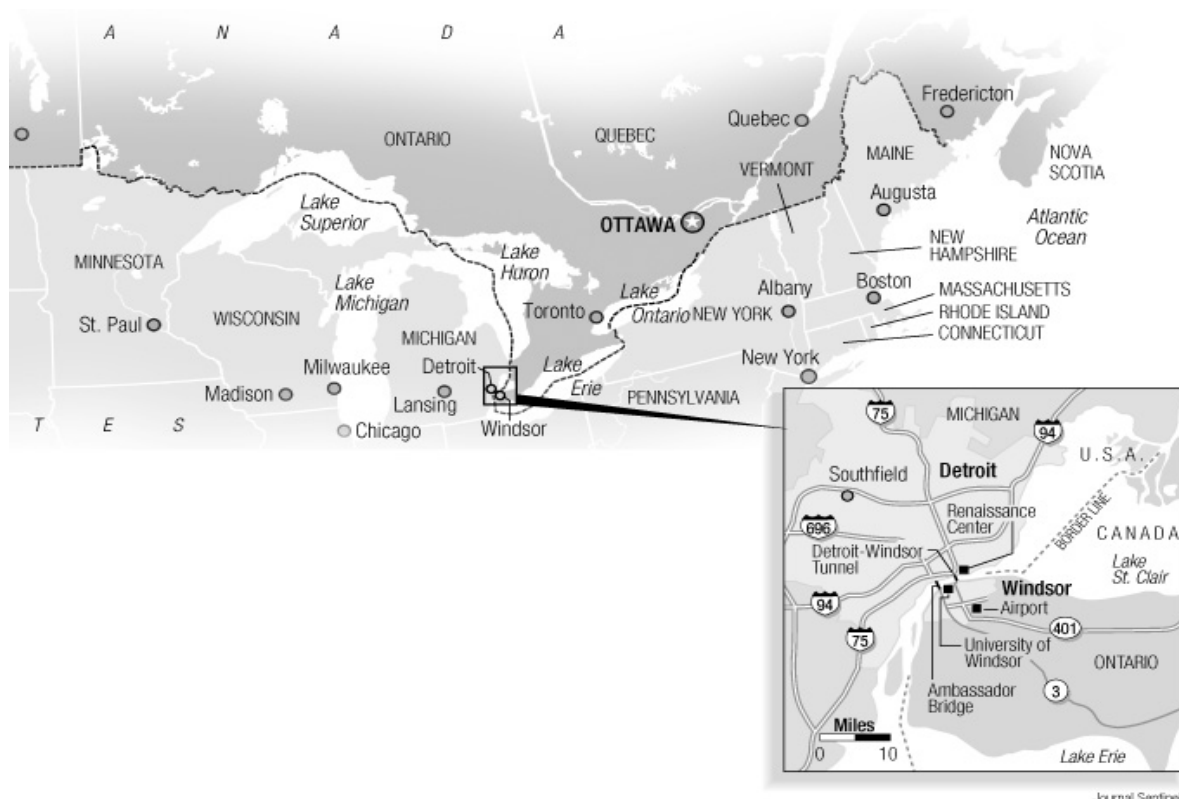 A N A D A
Fredericton
Quebec
ONTARIO
QUEBEC
MAINE
NOVA
SCOTIA
VERMONT
Augusta
Lake
Superior
OTTAWA
Atlantic
Ocean
NEW
HAMPSHIRE
Lake
Huron
MINNESOTA
Lake
Michigan
Lake
Ontario
Albany
Boston
MASSACHUSETTS
Toronto
NEW YORK
RHODE ISLAND
WISCONSIN
St. Paul
CONNECTICUT
MICHIGAN
New York
Milwaukee
Detroit
Lake
Erie
Madison
Lansing
PENNSYLVANIA
T E S
Chicago
Windsor
75
MICHIGAN
94
U.S.A.
Southfield
Detroit
Renaissance
Center
BORDER LINE
696
CANADA
Detroit-Windsor
Tunnel
Lake
St. Clair
Windsor
94
Airport
401
75
University of
Windsor
ONTARIO
Ambassador
Bridge
3
Miles
0 10
Lake Erie
Journal Sentinel